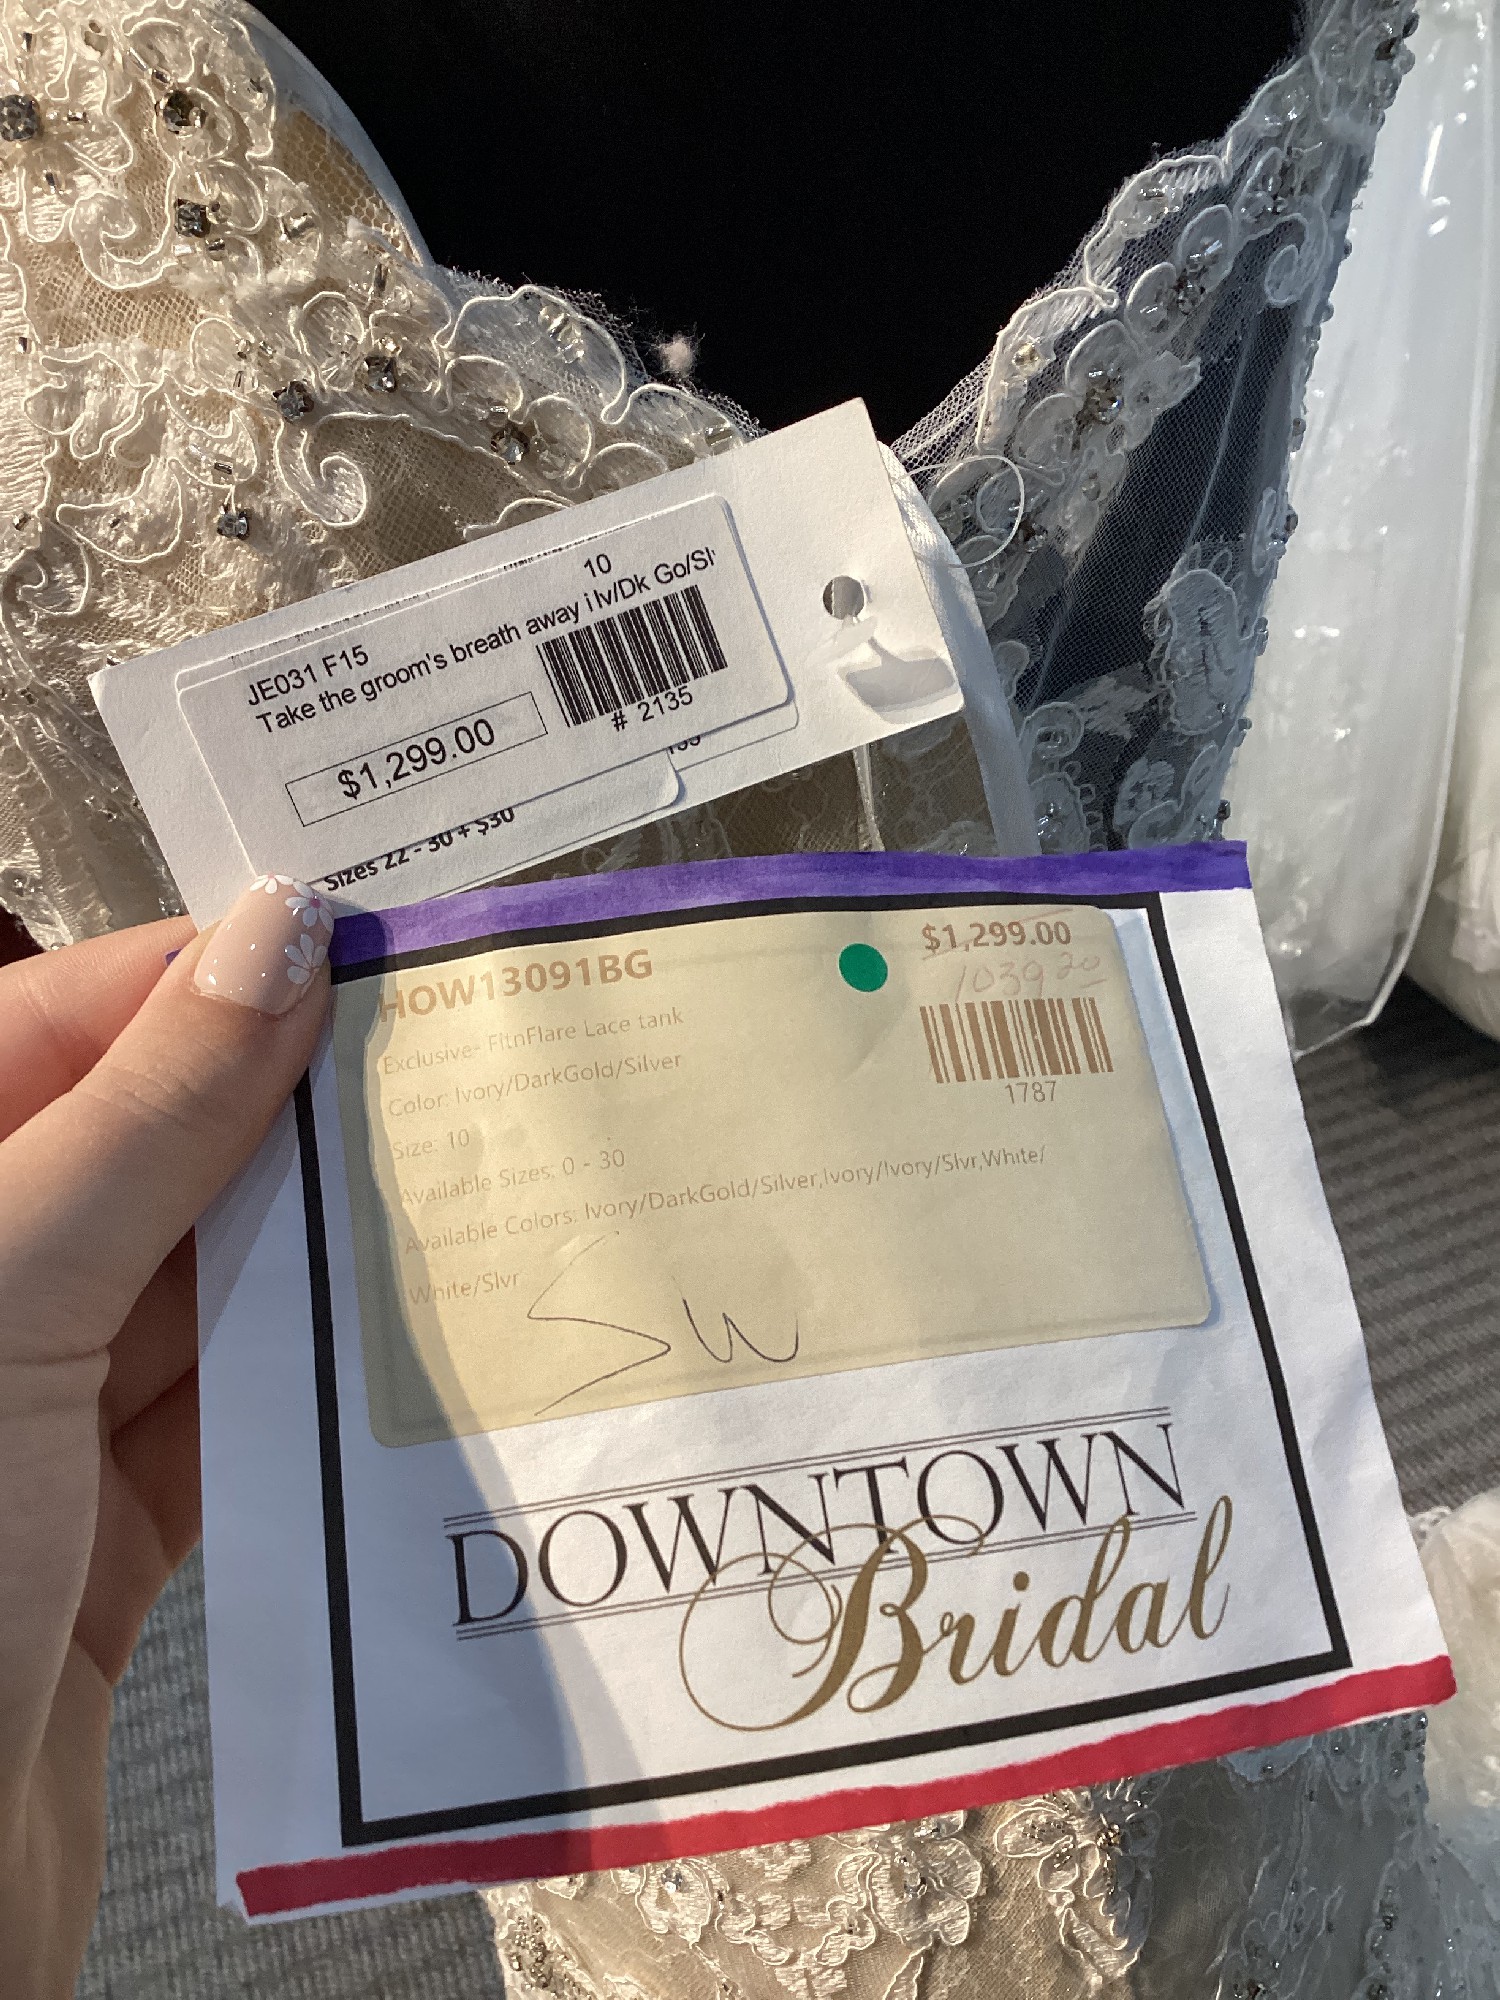 10
JE031 F15
Take the groom's breath away i Iv/Dk Go/Sl
$1,299.00
# 2135
Sizes 22 - 30 + $30
HOW13091BG
$1,299.00
1039.20
Exclusive- FitnFlare Lace tank
Color: Ivory/DarkGold/Silver
1787
Size: 10
Available Sizes: 0 - 30
Available Colors: Ivory/DarkGold/Silver,Ivory/Ivory/Slvr,White/
White/Slvr
SW
DOWNTOWN
Bridal